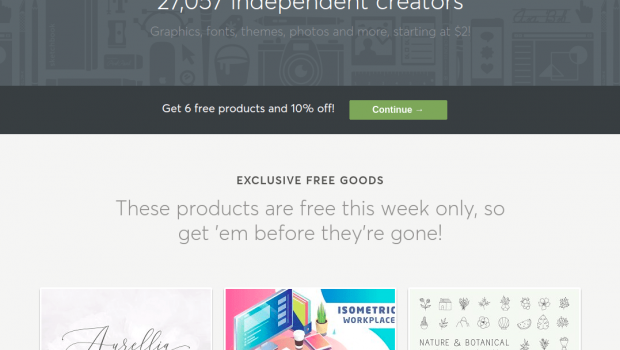 27,057 independent creators
Graphics, fonts, themes, photos and more, starting at $2!
Get 6 free products and 10% off!
Continue →
EXCLUSIVE FREE GOODS
These products are free this week only, so
get 'em before they're gone!
Aurellia
ISOMETRIC
WORKPLACE
NATURE & BOTANICAL